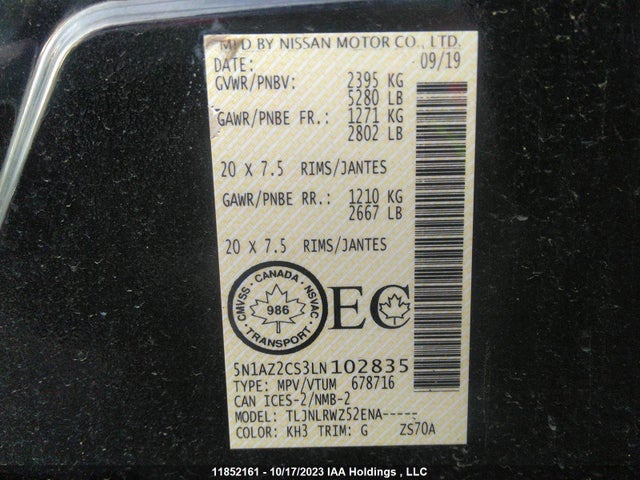 MFD BY NISSAN MOTOR CO., LTD.
DATE: 09/19
GVWR/PNBV: 2395 KG
5280 LB
GAWR/PNBE FR.: 1271 KG
2802 LB
20 X 7.5 RIMS/JANTES
GAWR/PNBE RR.: 1210 KG
2667 LB
20 X 7.5 RIMS/JANTES
CMVSS - CANADA - NSVAC
986
TRANSPORT
EC
5N1AZ2CS3LN102835
TYPE: MPV/VTUM 678716
CAN ICES-2/NMB-2
MODEL: TLJNLRWZ52ENA-----
COLOR: KH3 TRIM: G ZS70A
11852161 - 10/17/2023 IAA Holdings , LLC